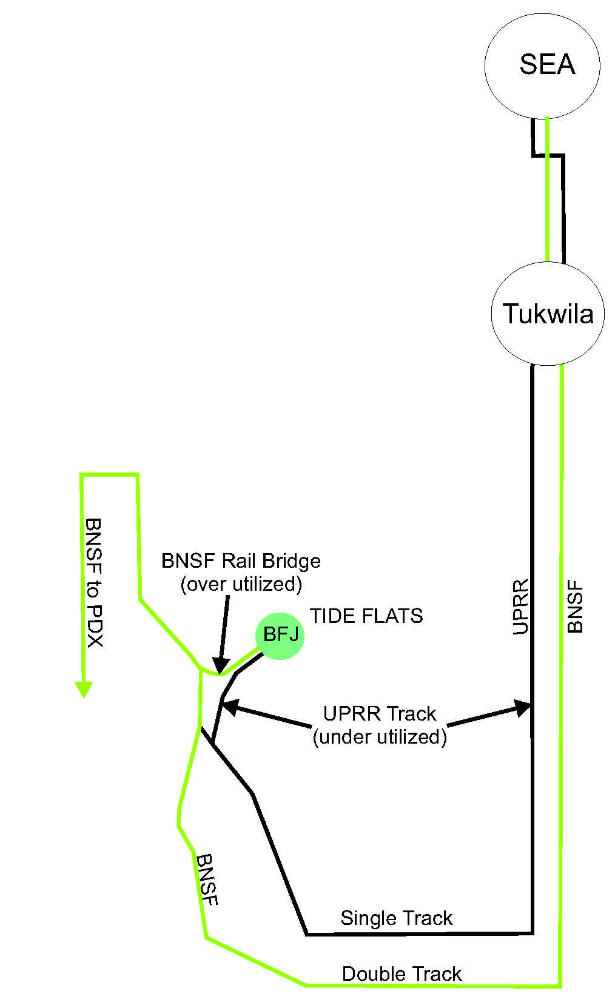 SEA
Tukwila
BNSF to PDX
BNSF Rail Bridge
(over utilized)
TIDE FLATS
BFJ
UPRR
BNSF
UPRR Track
(under utilized)
BNSF
Single Track
Double Track